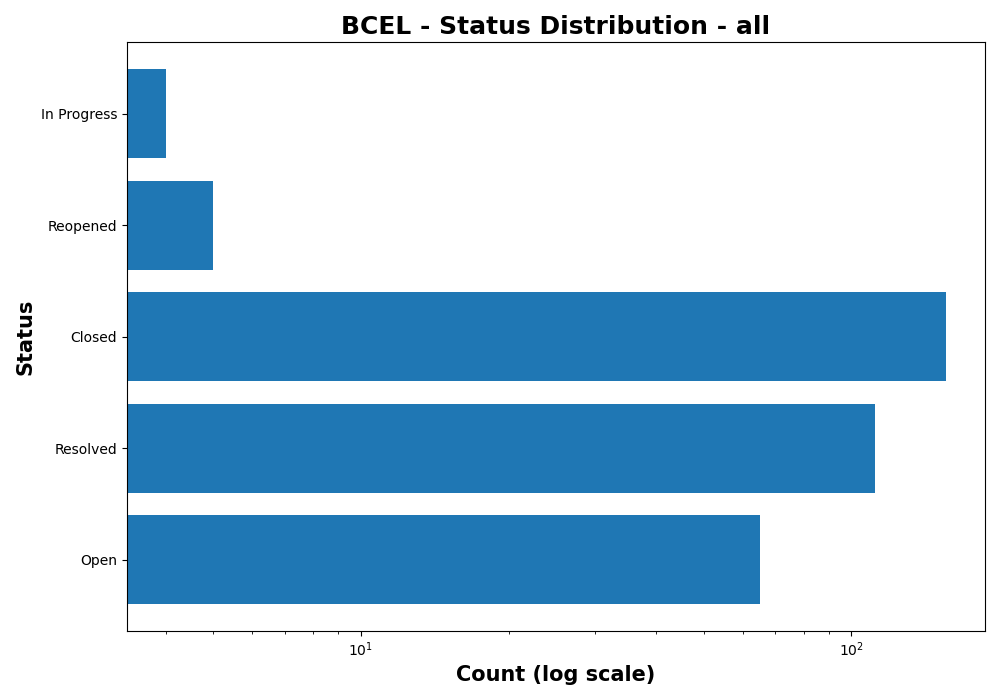 BCEL - Status Distribution - all
Status
In Progress
Reopened
Closed
Resolved
Open
10¹
10²
Count (log scale)